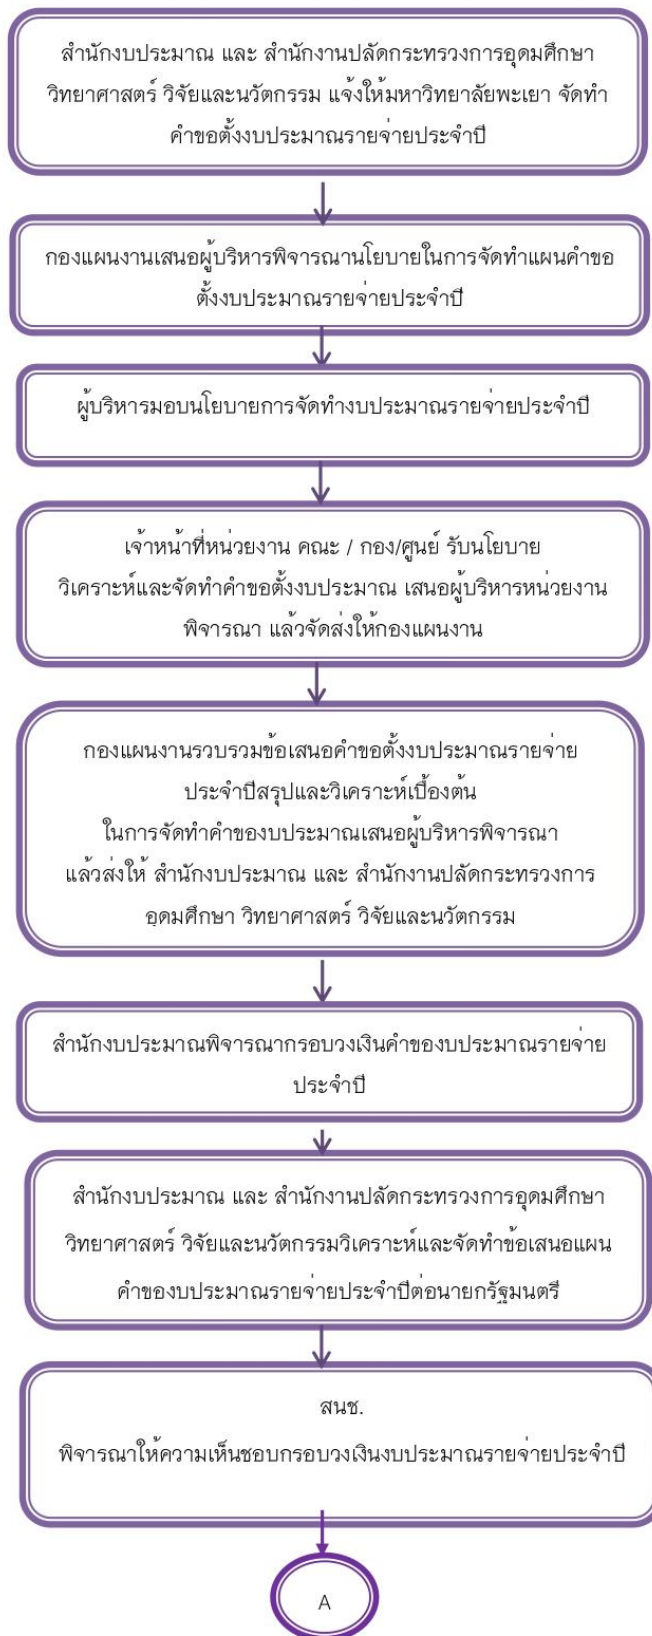 สำนักงบประมาณ และ สำนักงานปลัดกระทรวงการอุดมศึกษา
วิทยาศาสตร์ วิจัยและนวัตกรรม แจ้งให้มหาวิทยาลัยพะเยา จัดทำ
คำขอตั้งงบประมาณรายจ่ายประจำปี
กองแผนงานเสนอผู้บริหารพิจารณานโยบายในการจัดทำแผนคำขอ
ตั้งงบประมาณรายจ่ายประจำปี
ผู้บริหารมอบนโยบายการจัดทำงบประมาณรายจ่ายประจำปี
เจ้าหน้าที่หน่วยงาน คณะ / กอง/ศูนย์ รับนโยบาย
วิเคราะห์และจัดทำคำขอตั้งงบประมาณ เสนอผู้บริหารหน่วยงาน
พิจารณา แล้วจัดส่งให้กองแผนงาน
กองแผนงานรวบรวมข้อเสนอคำขอตั้งงบประมาณรายจ่าย
ประจำปีสรุปและวิเคราะห์เบื้องต้น
ในการจัดทำคำของบประมาณเสนอผู้บริหารพิจารณา
แล้วส่งให้ สำนักงบประมาณ และ สำนักงานปลัดกระทรวงการ
อุดมศึกษา วิทยาศาสตร์ วิจัยและนวัตกรรม
สำนักงบประมาณพิจารณากรอบวงเงินคำของบประมาณรายจ่าย
ประจำปี
สำนักงบประมาณ และ สำนักงานปลัดกระทรวงการอุดมศึกษา
วิทยาศาสตร์ วิจัยและนวัตกรรมวิเคราะห์และจัดทำข้อเสนอแผน
คำของบประมาณรายจ่ายประจำปีต่อนายกรัฐมนตรี
สนช.
พิจารณาให้ความเห็นชอบกรอบวงเงินงบประมาณรายจ่ายประจำปี
A